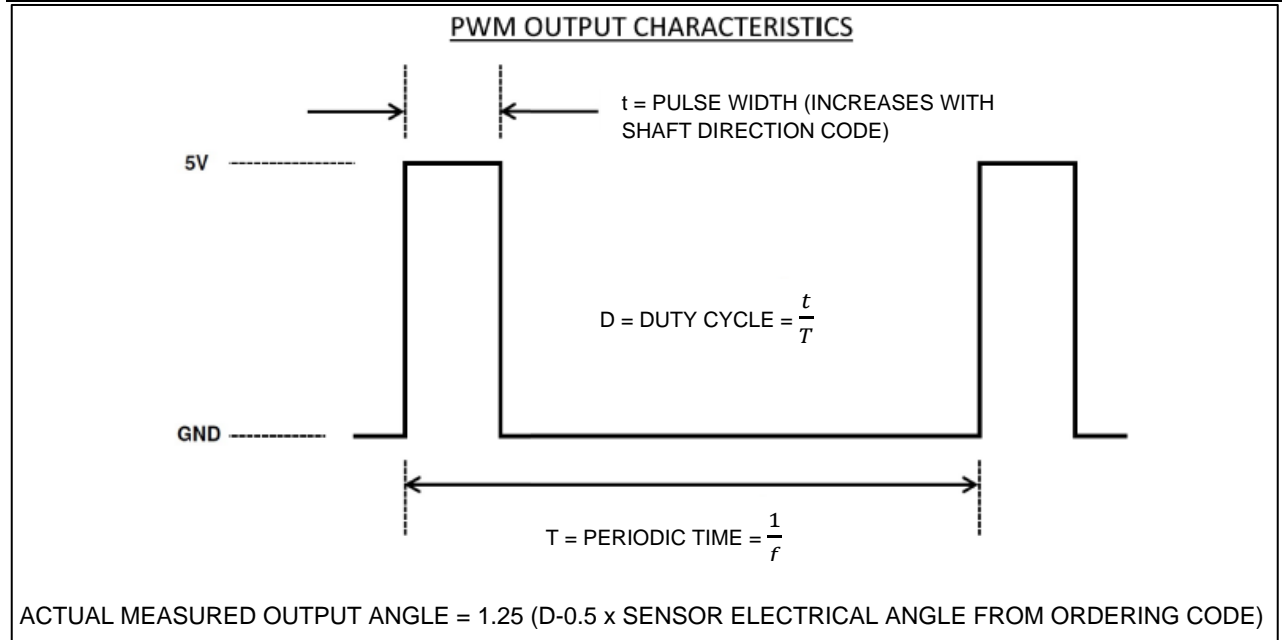 PWM OUTPUT CHARACTERISTICS
t = PULSE WIDTH (INCREASES WITH
SHAFT DIRECTION CODE)
5V
D = DUTY CYCLE = t/T
GND
T = PERIODIC TIME = 1/f
ACTUAL MEASURED OUTPUT ANGLE = 1.25 (D-0.5 x SENSOR ELECTRICAL ANGLE FROM ORDERING CODE)